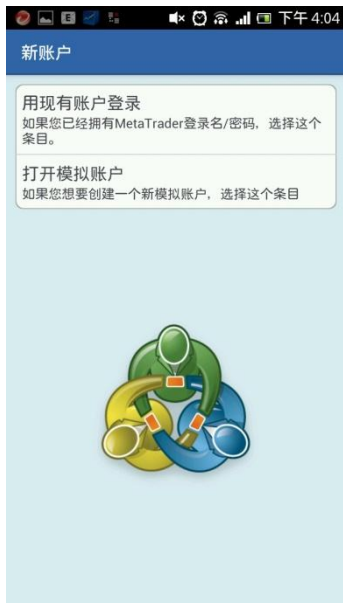 E
下午 4:04
新账户
用现有账户登录
如果您已经拥有MetaTrader登录名/密码，选择这个
条目。
打开模拟账户
如果您想要创建一个新模拟账户，选择这个条目